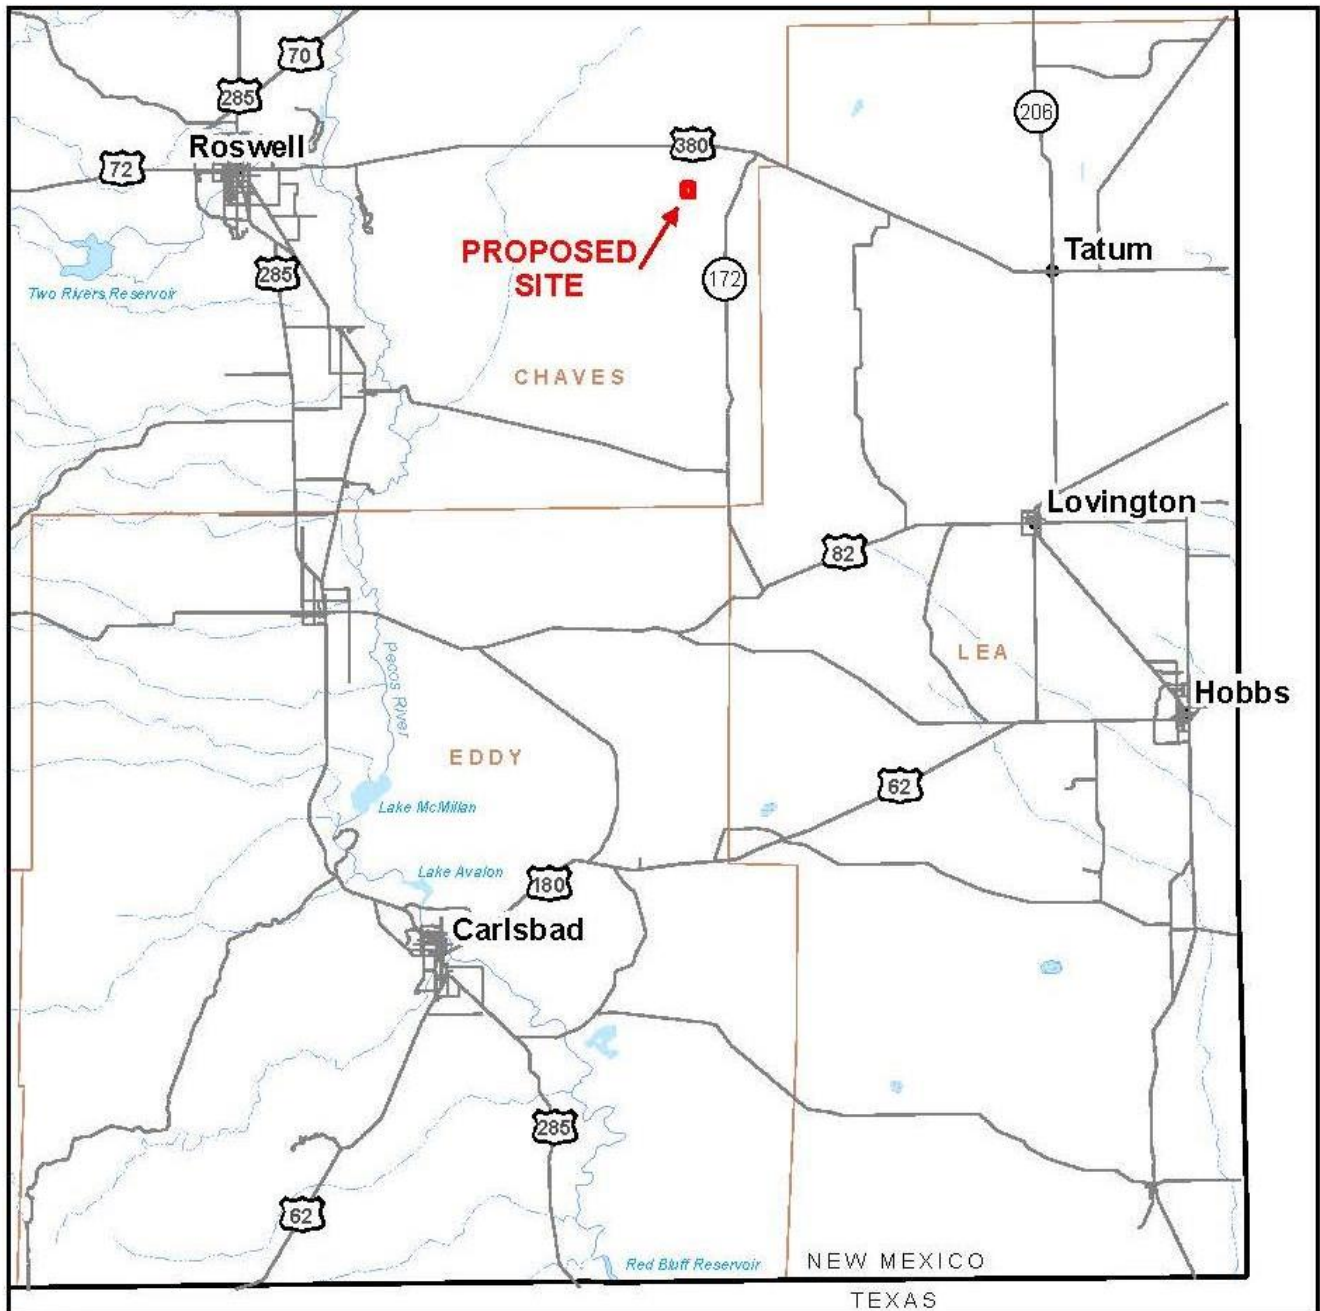 70
285
206
Roswell
380
72
PROPOSED
SITE
Tatum
285
172
Two Rivers Reservoir
CHAVES
Lovington
82
LEA
Pecos River
Hobbs
EDDY
62
Lake McMillan
Lake Avalon
180
Carlsbad
285
62
Red Bluff Reservoir
NEW MEXICO
TEXAS